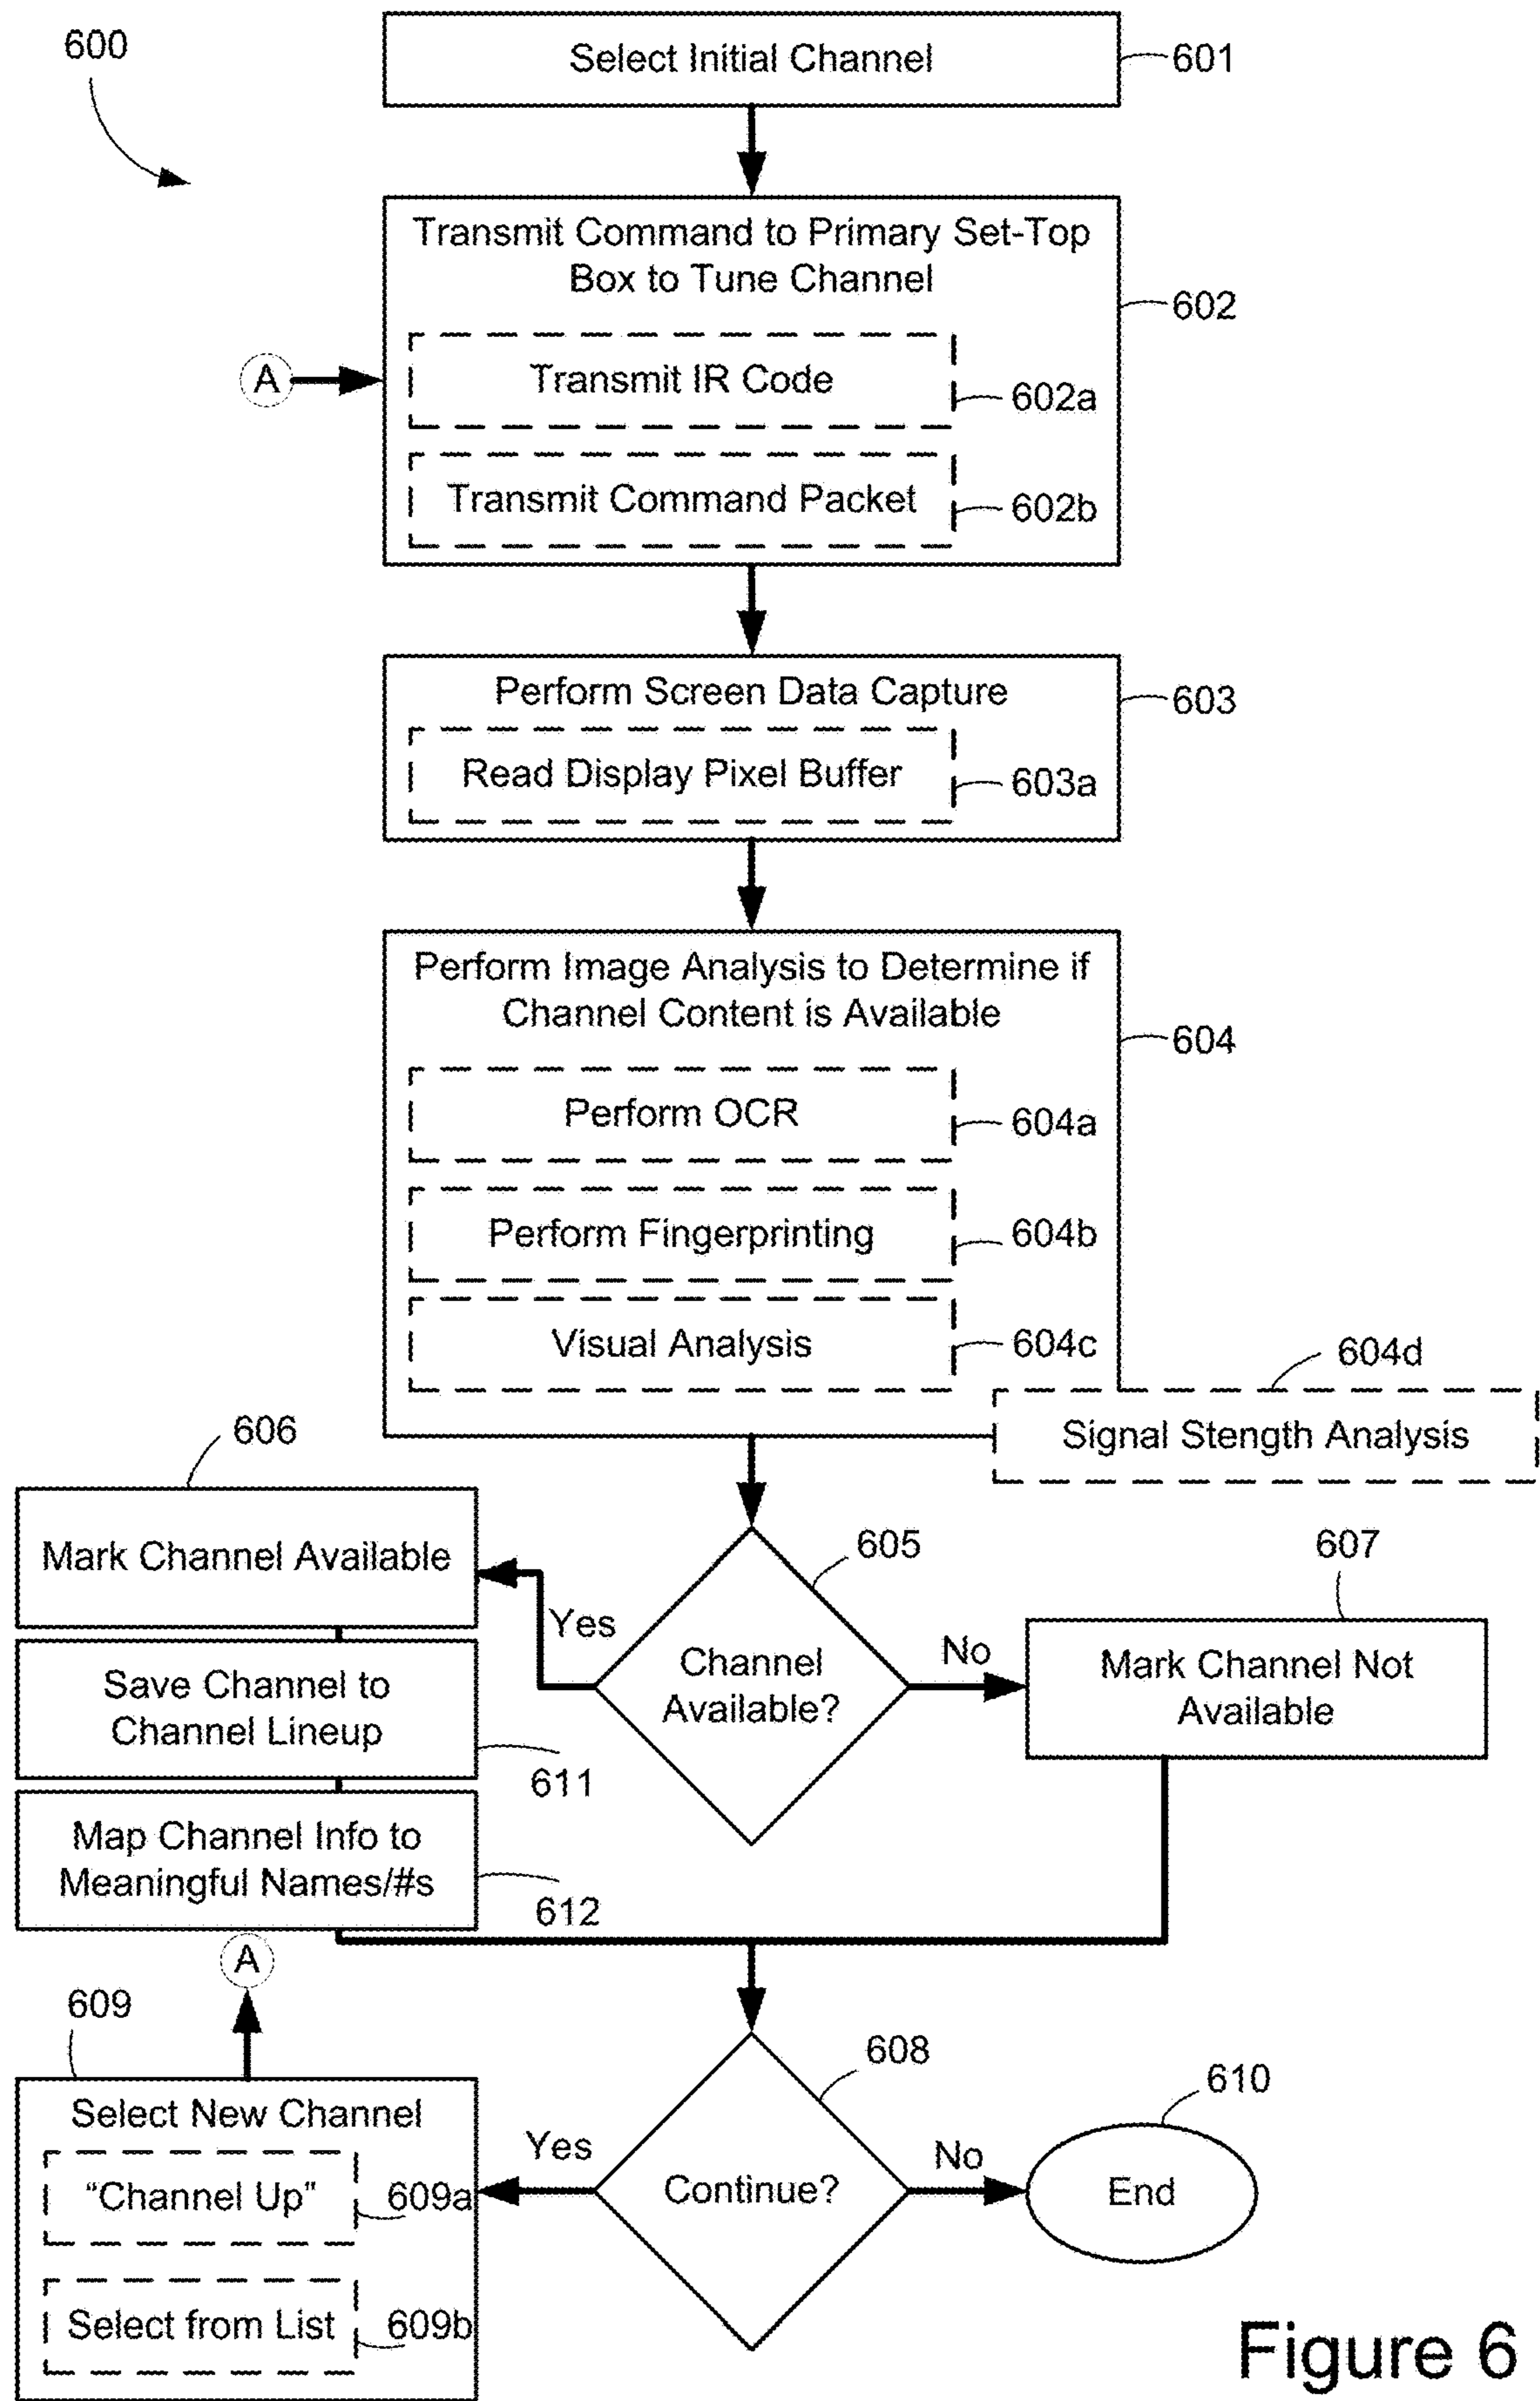 600
Select Initial Channel
601
Transmit Command to Primary Set-Top
Box to Tune Channel
602
A
Transmit IR Code
602a
Transmit Command Packet
602b
Perform Screen Data Capture
603
Read Display Pixel Buffer
603a
Perform Image Analysis to Determine if
Channel Content is Available
604
Perform OCR
604a
Perform Fingerprinting
604b
Visual Analysis
604c
604d
Signal Stength Analysis
606
Mark Channel Available
605
607
Yes
Channel
Available?
No
Mark Channel Not
Available
Save Channel to
Channel Lineup
611
Map Channel Info to
Meaningful Names/#s
612
A
609
608
610
Select New Channel
Yes
Continue?
No
End
“Channel Up”
609a
Select from List
609b
Figure 6